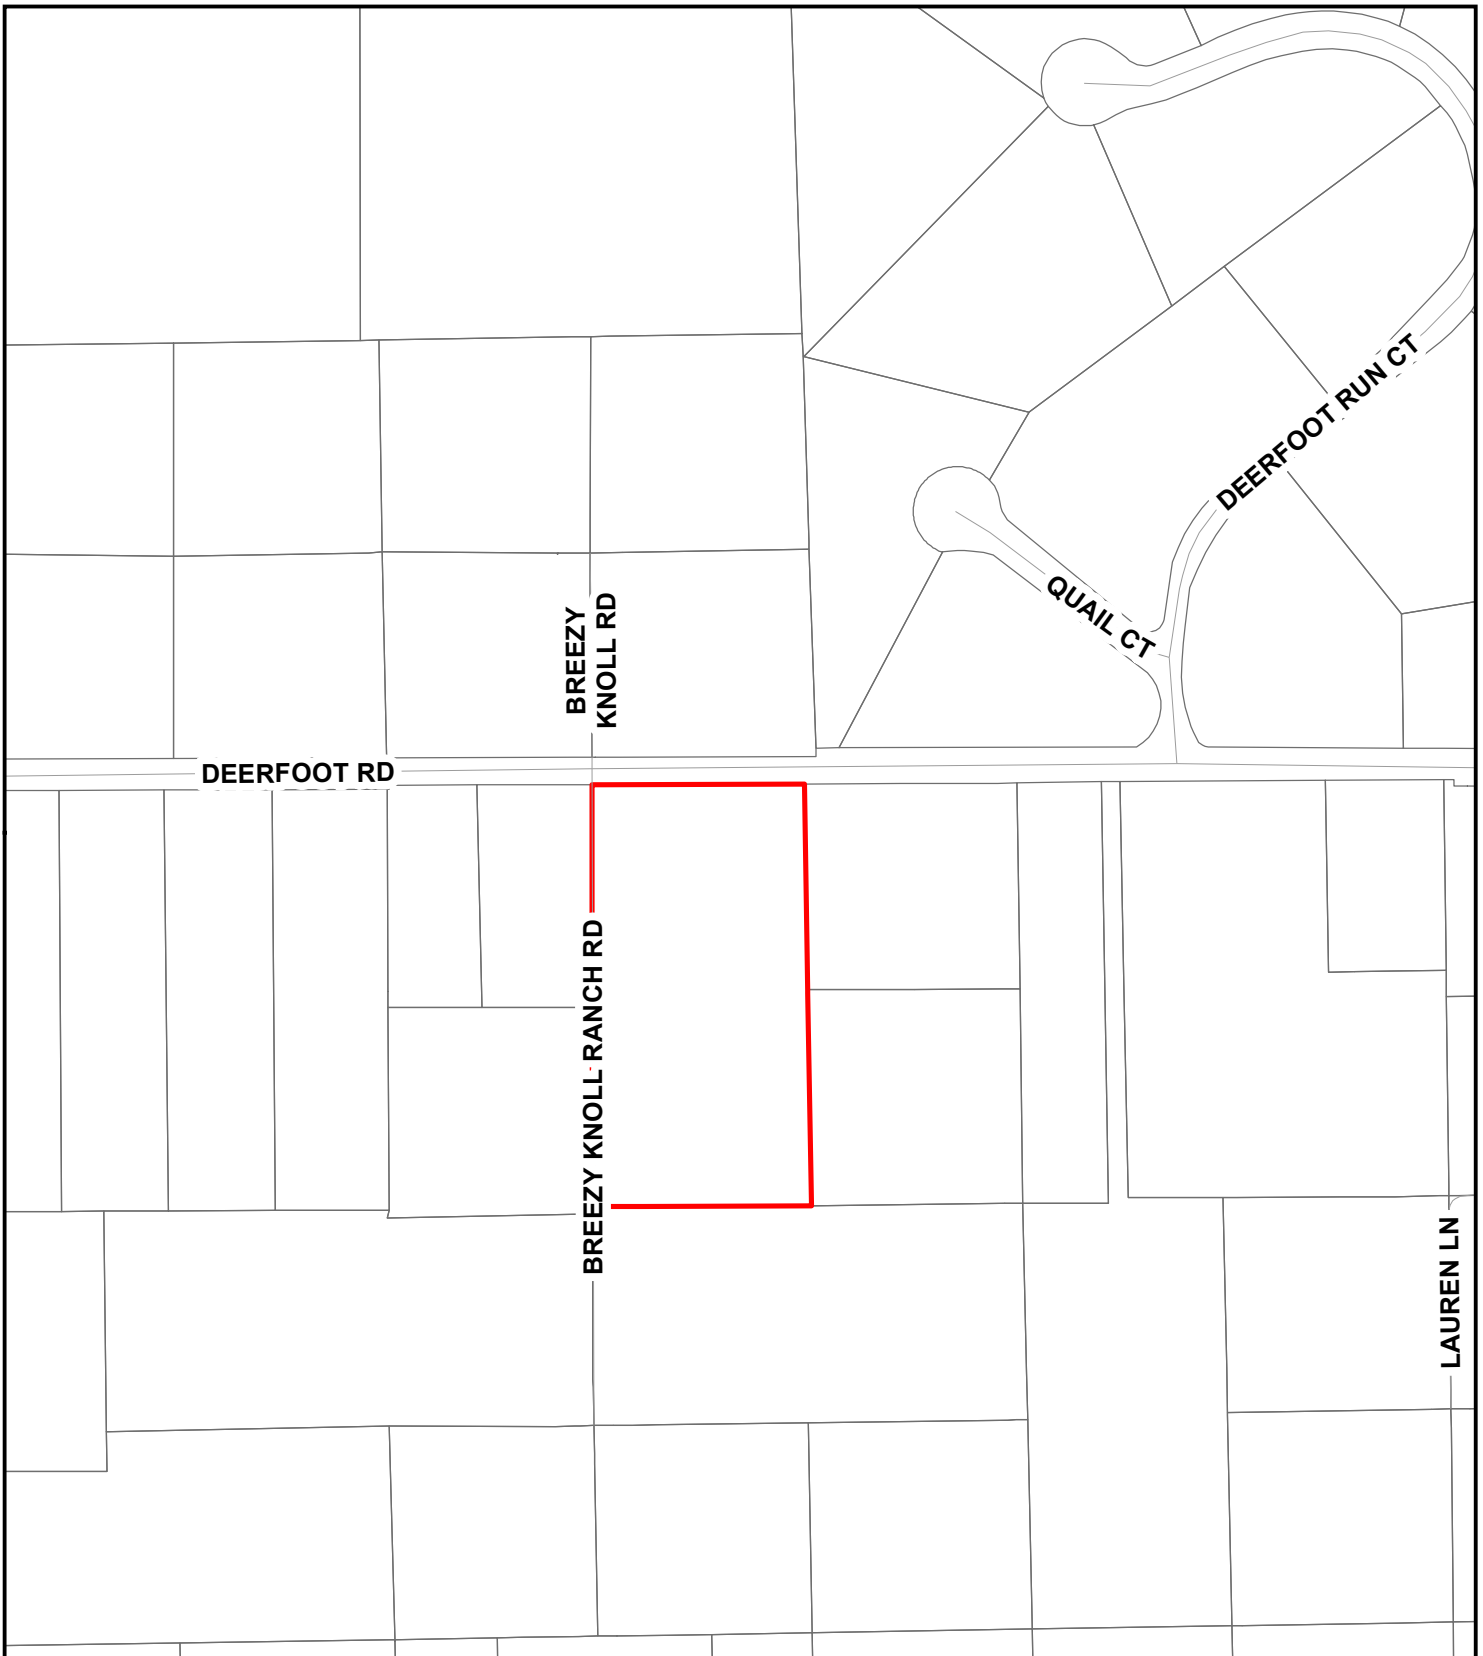 DEERFOOT RUN CT
QUAIL CT
BREEZY
KNOLL RD
DEERFOOT RD
BREEZY KNOLL RANCH RD
LAUREN LN